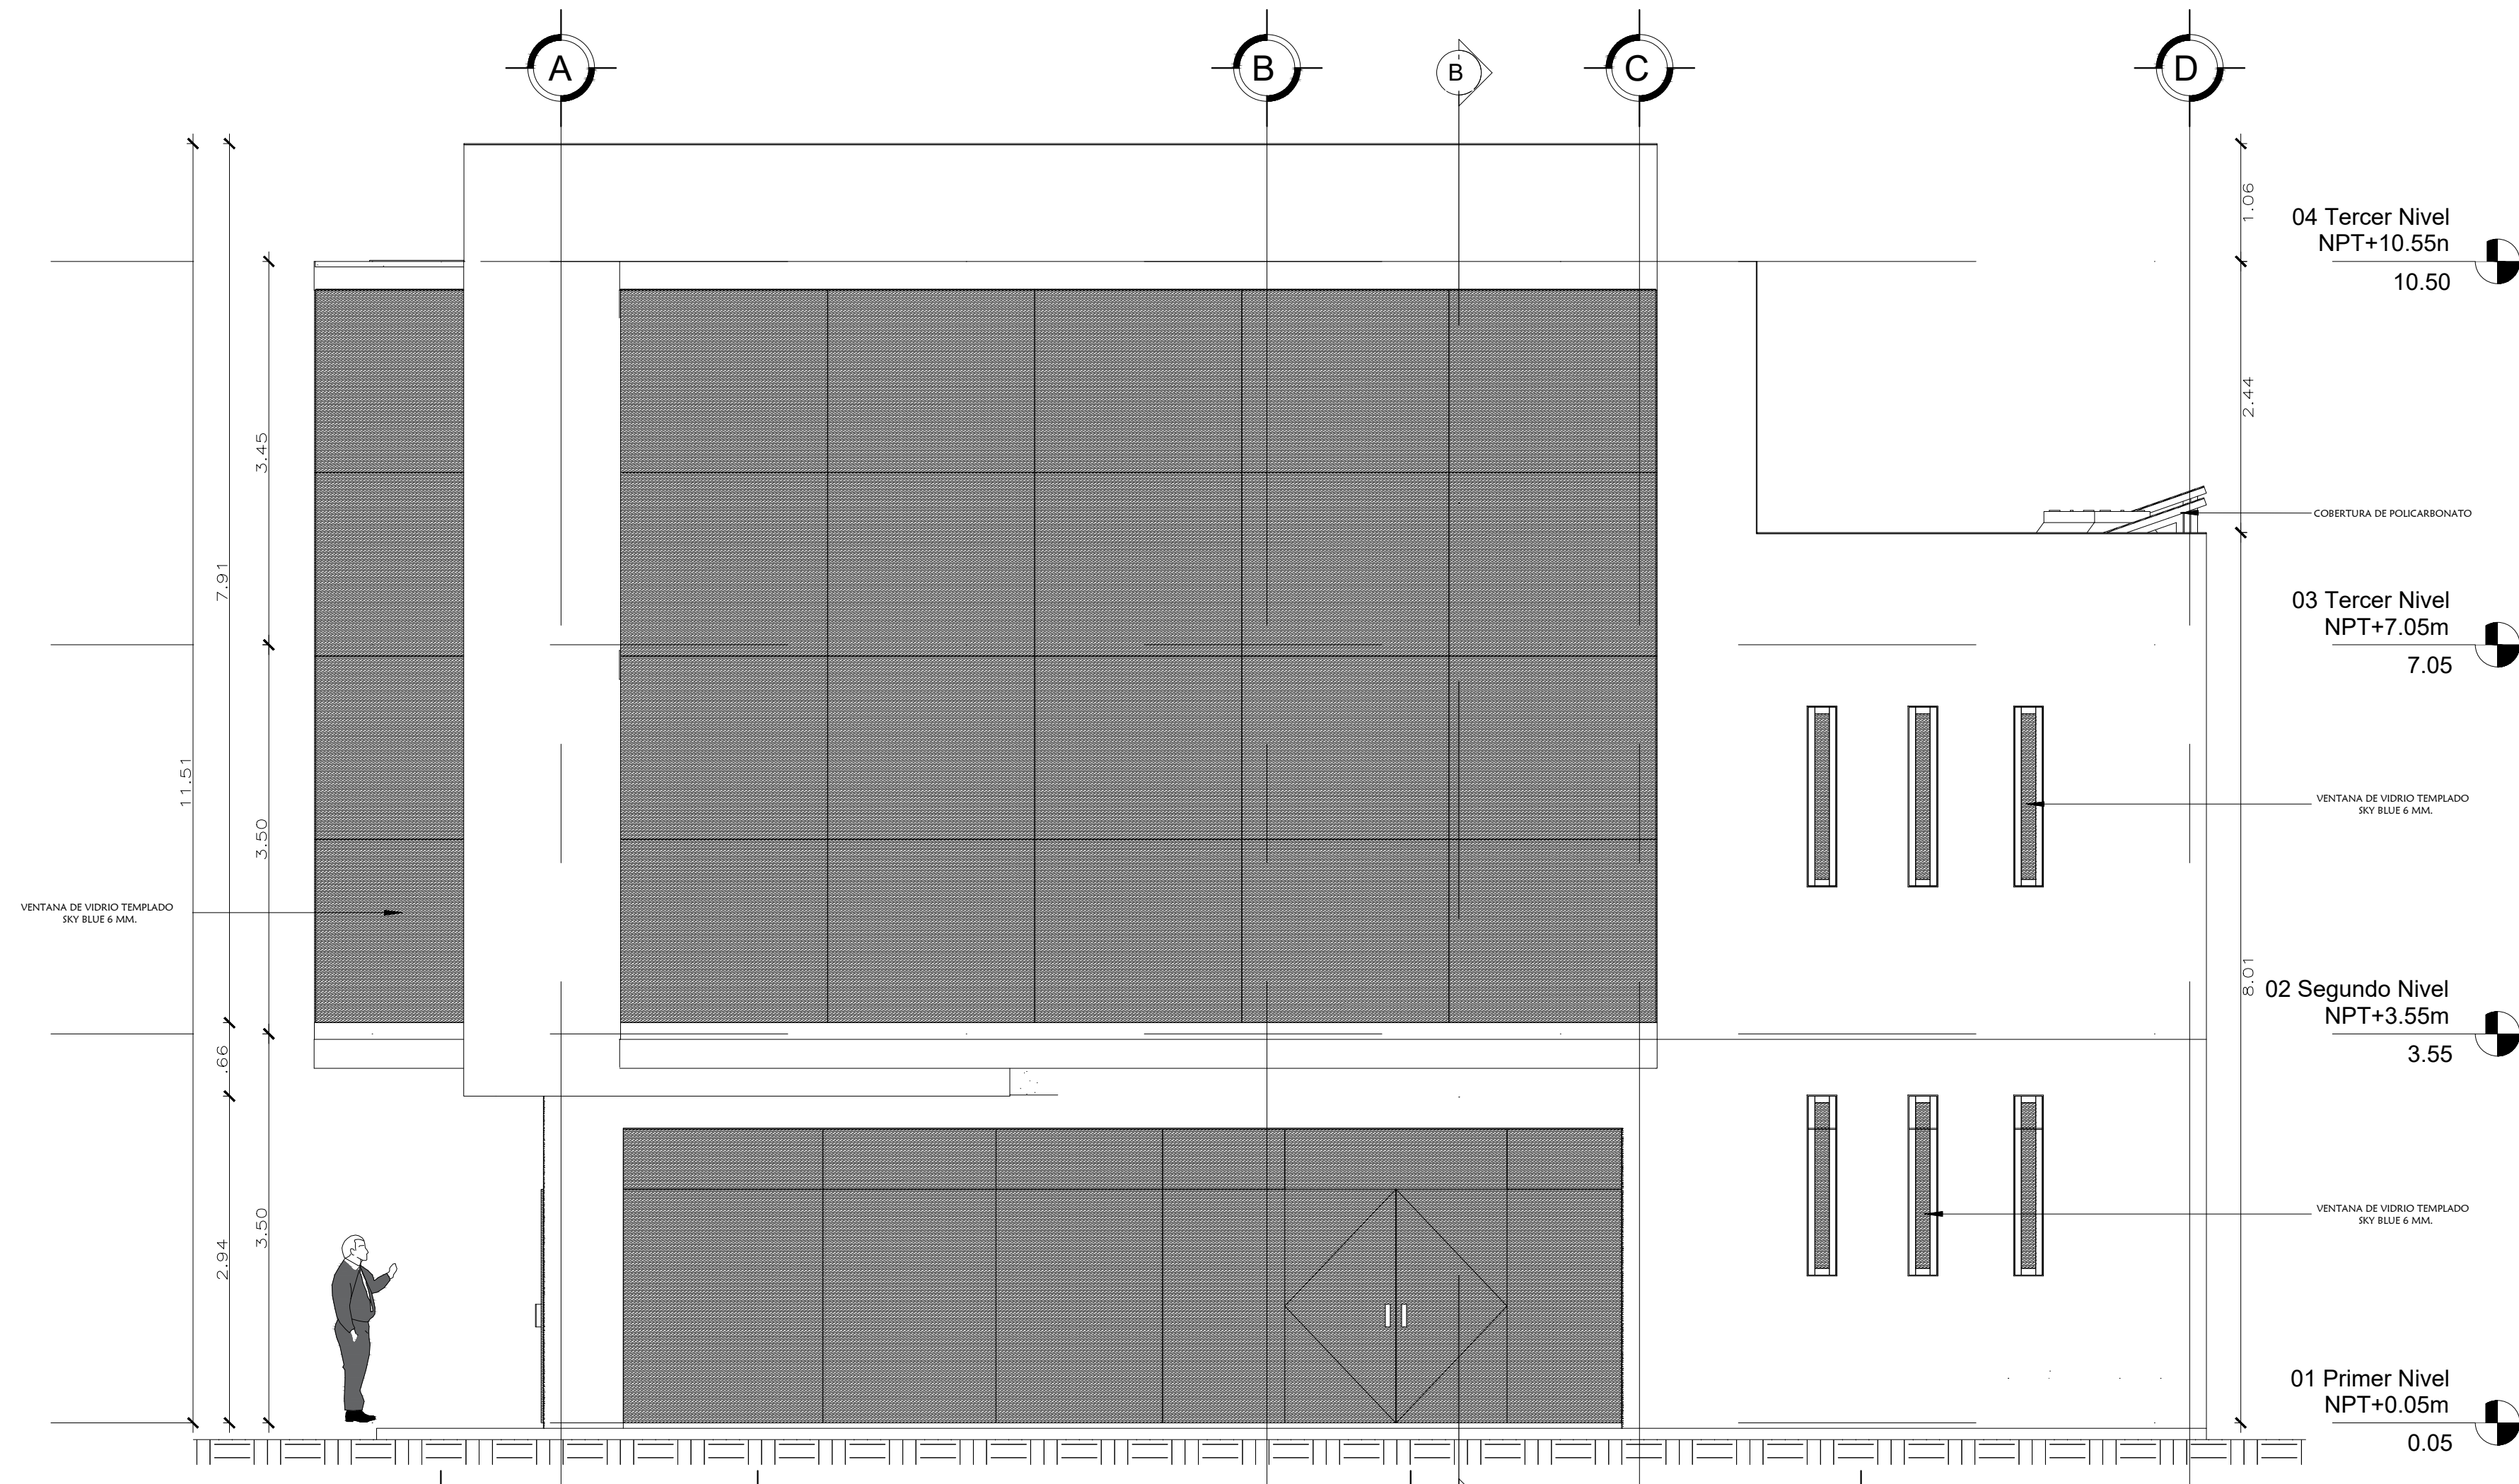 A
B
B
C
D
1.06
04 Tercer Nivel
NPT+10.55n
10.50
2.44
3.45
COBERTURA DE POLICARBONATO
7.91
03 Tercer Nivel
NPT+7.05m
7.05
11.51
VENTANA DE VIDRIO TEMPLADO
SKY BLUE 6 MM.
3.50
VENTANA DE VIDRIO TEMPLADO
SKY BLUE 6 MM.
8.01
02 Segundo Nivel
NPT+3.55m
3.55
.66
VENTANA DE VIDRIO TEMPLADO
SKY BLUE 6 MM.
3.50
2.94
01 Primer Nivel
NPT+0.05m
0.05